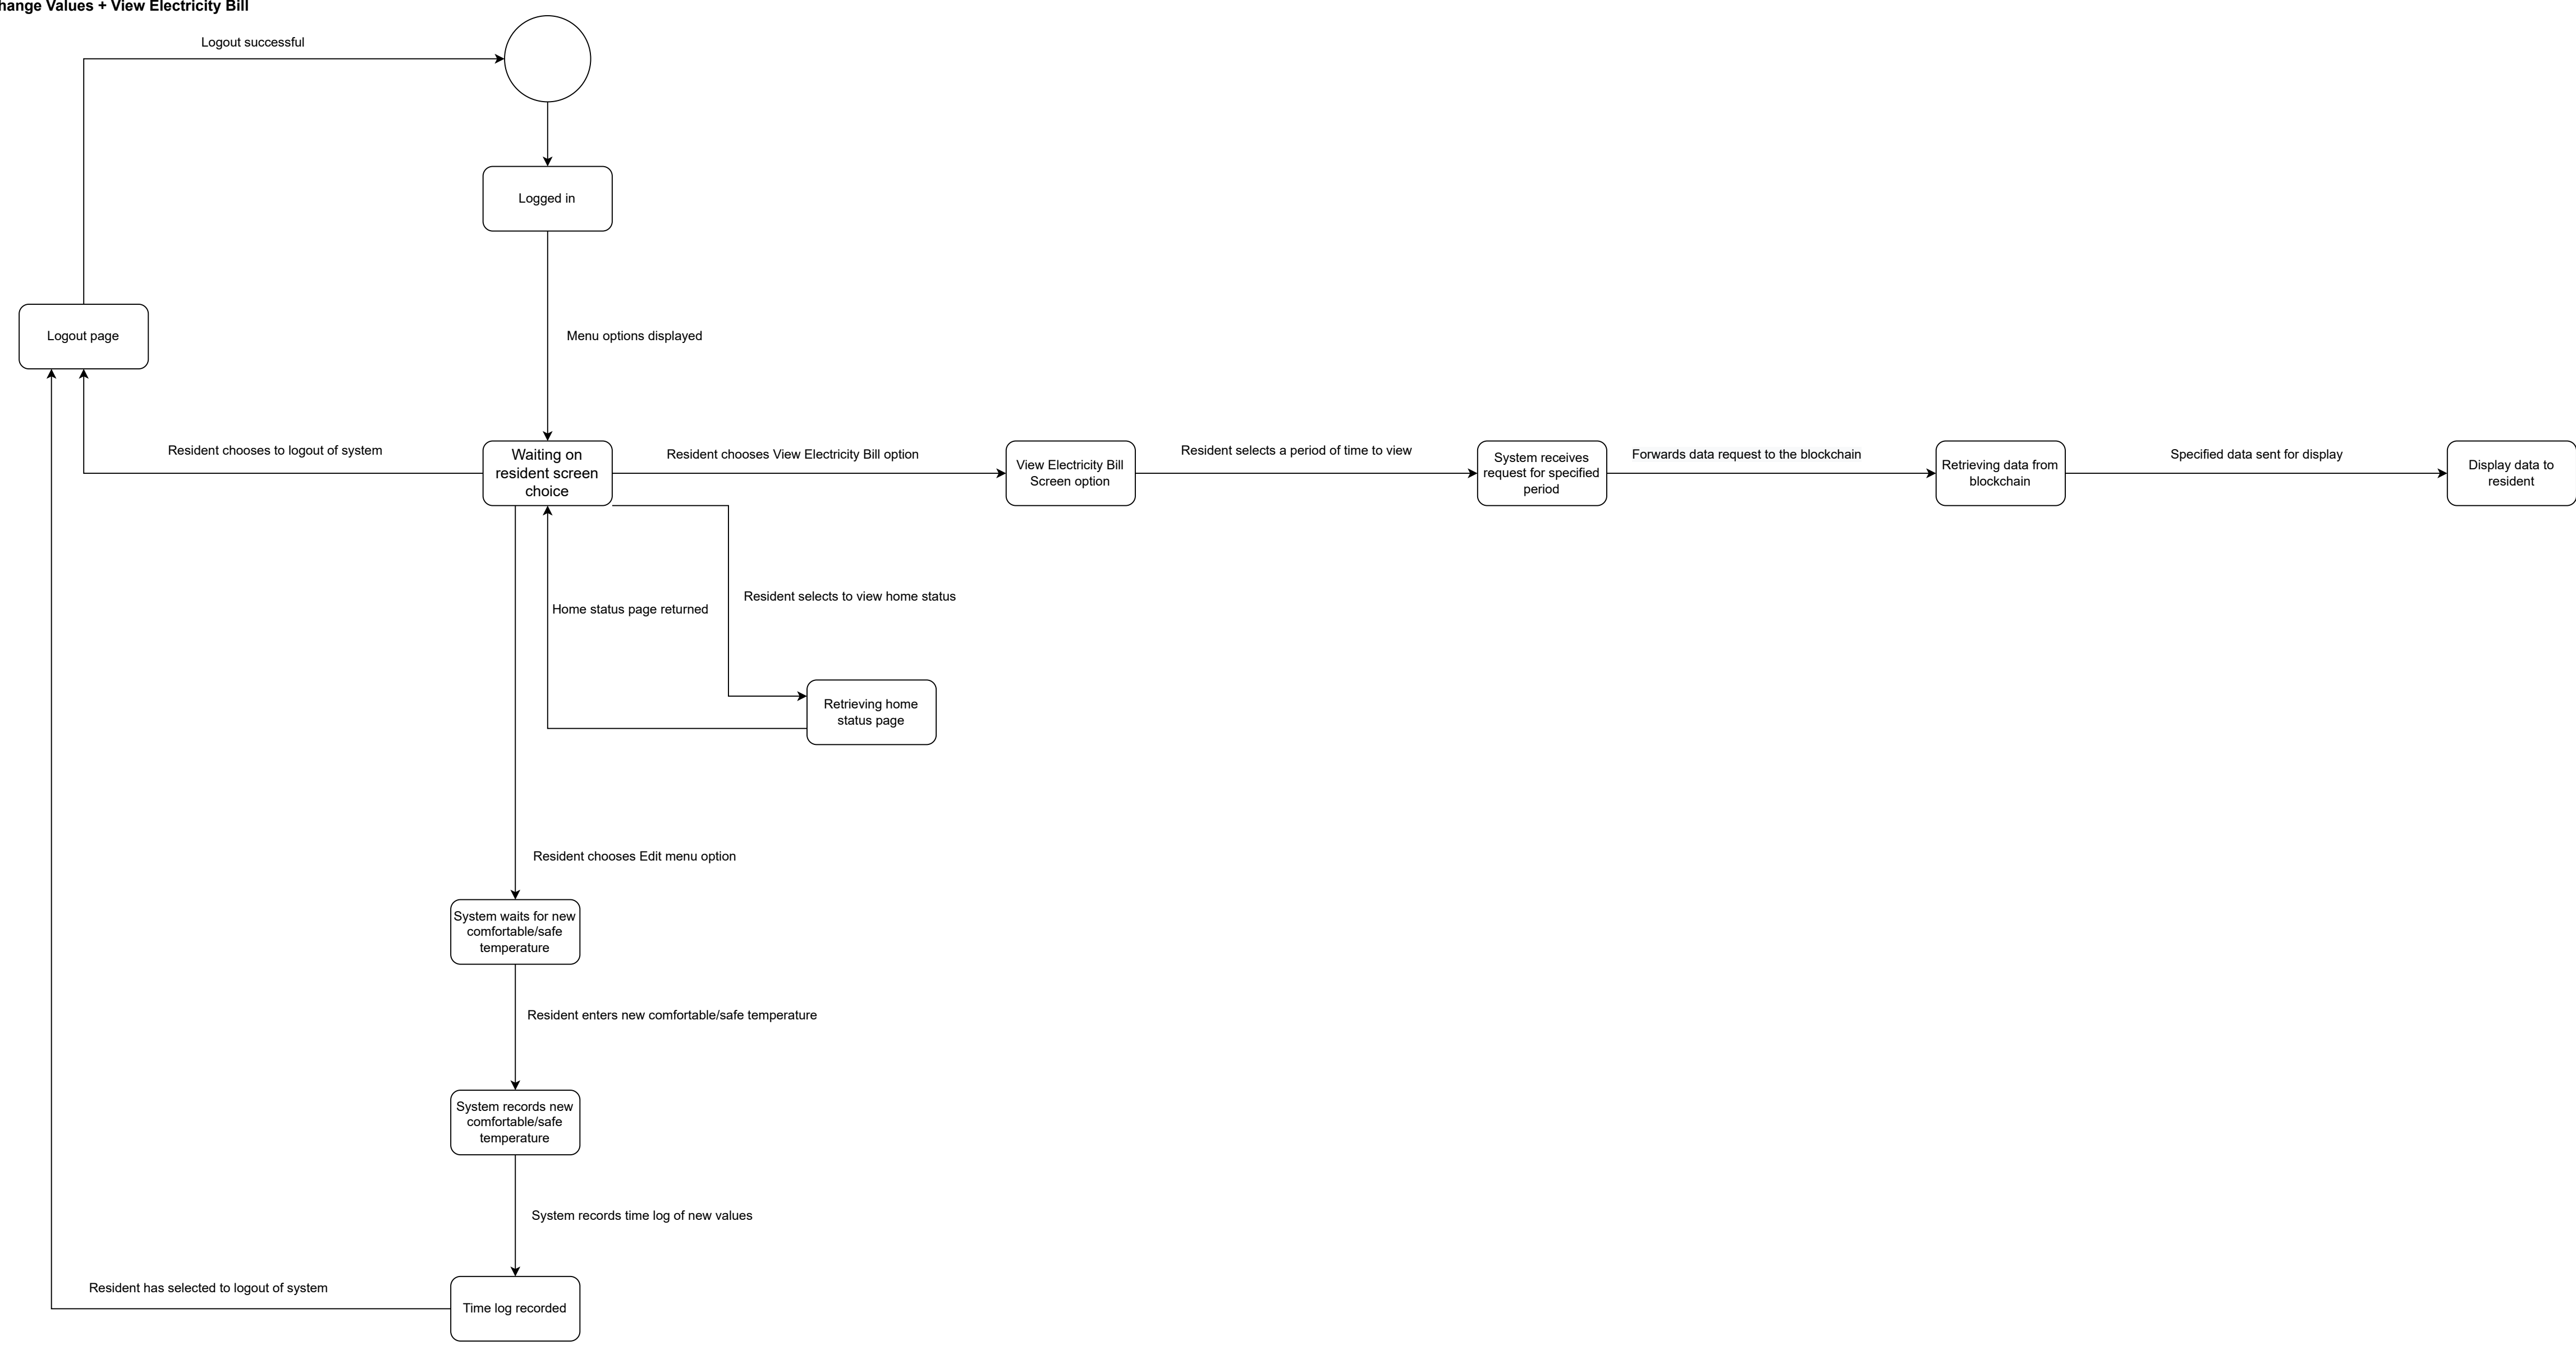 hange Values + View Electricity Bill
Logout successful
Logged in
Logout page
Menu options displayed
Resident chooses to logout of system
Waiting on
resident screen
choice
Resident chooses View Electricity Bill option
View Electricity Bill
Screen option
Resident selects a period of time to view
System receives
request for specified
period
Forwards data request to the blockchain
Retrieving data from
blockchain
Specified data sent for display
Display data to
resident
Home status page returned
Resident selects to view home status
Retrieving home
status page
Resident chooses Edit menu option
System waits for new
comfortable/safe
temperature
Resident enters new comfortable/safe temperature
System records new
comfortable/safe
temperature
System records time log of new values
Resident has selected to logout of system
Time log recorded